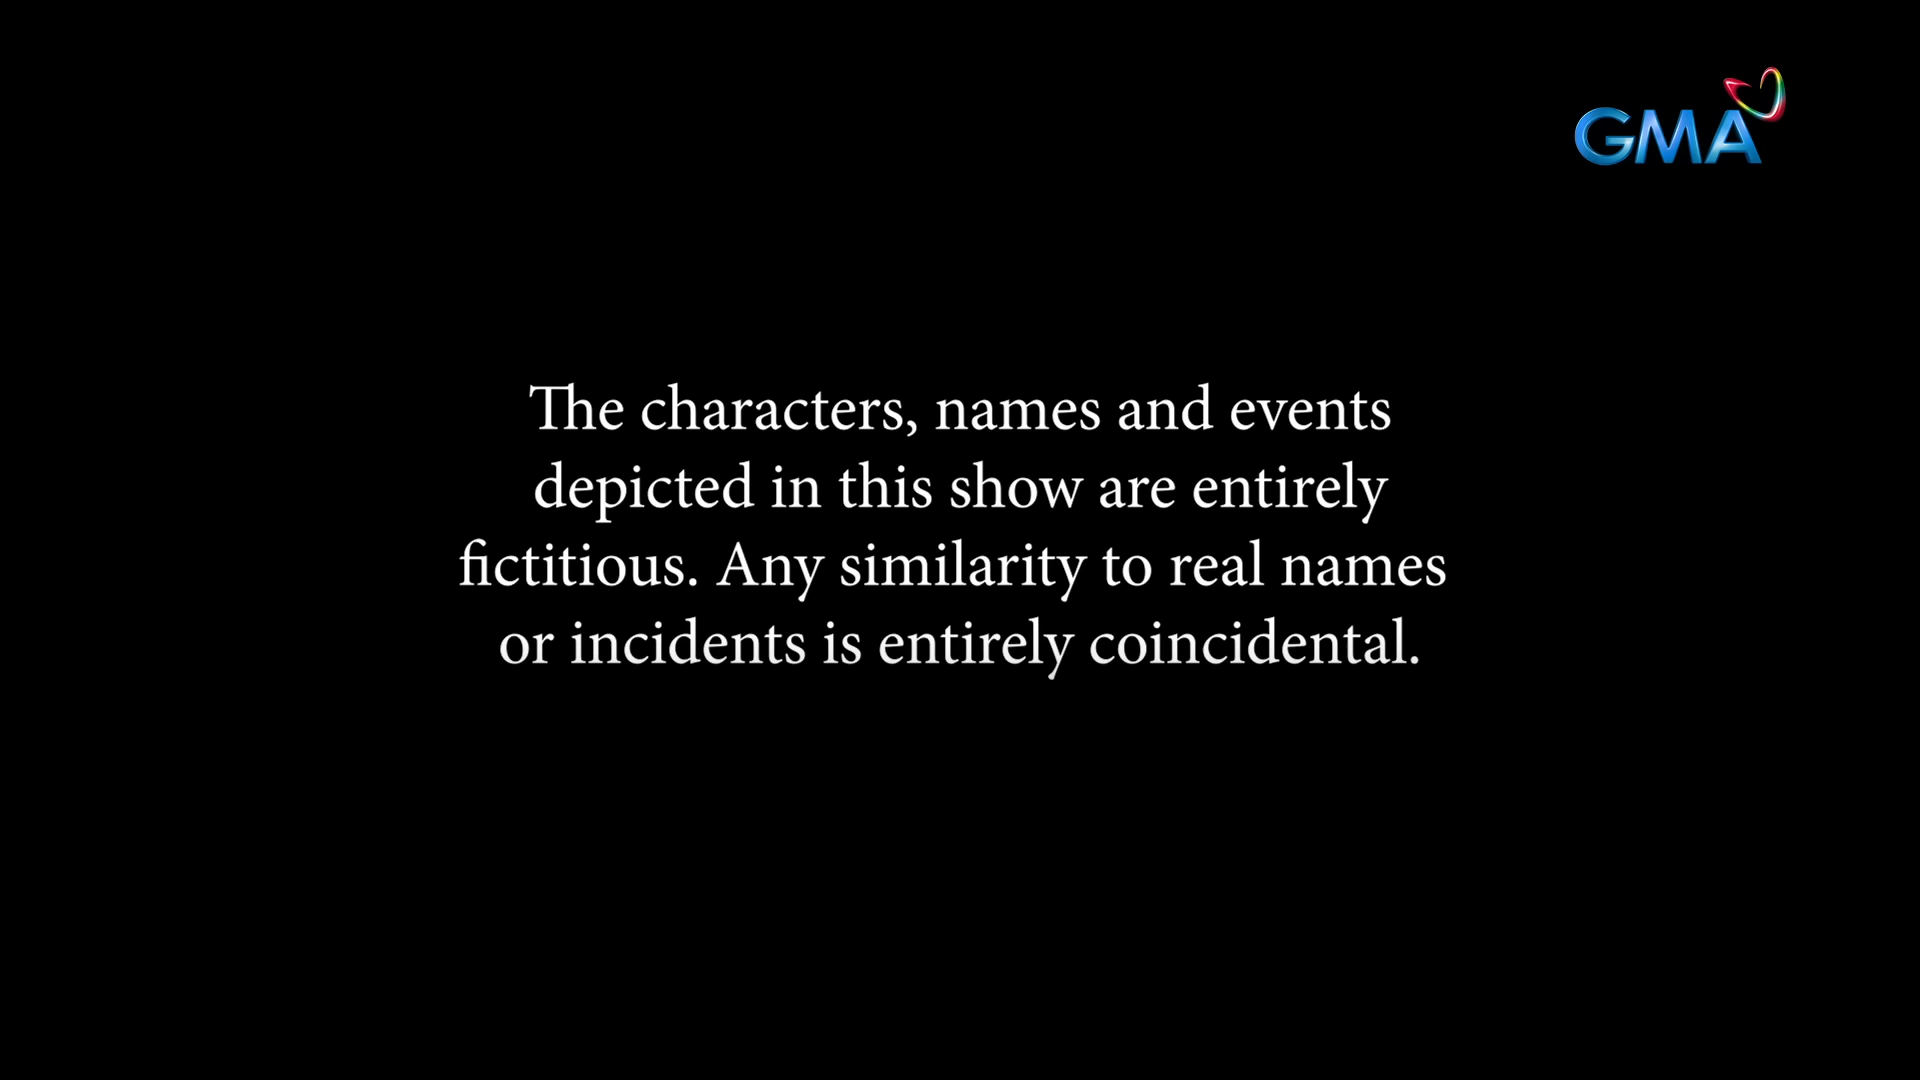 GMA
The characters, names and events
depicted in this show are entirely
fictitious. Any similarity to real names
or incidents is entirely coincidental.